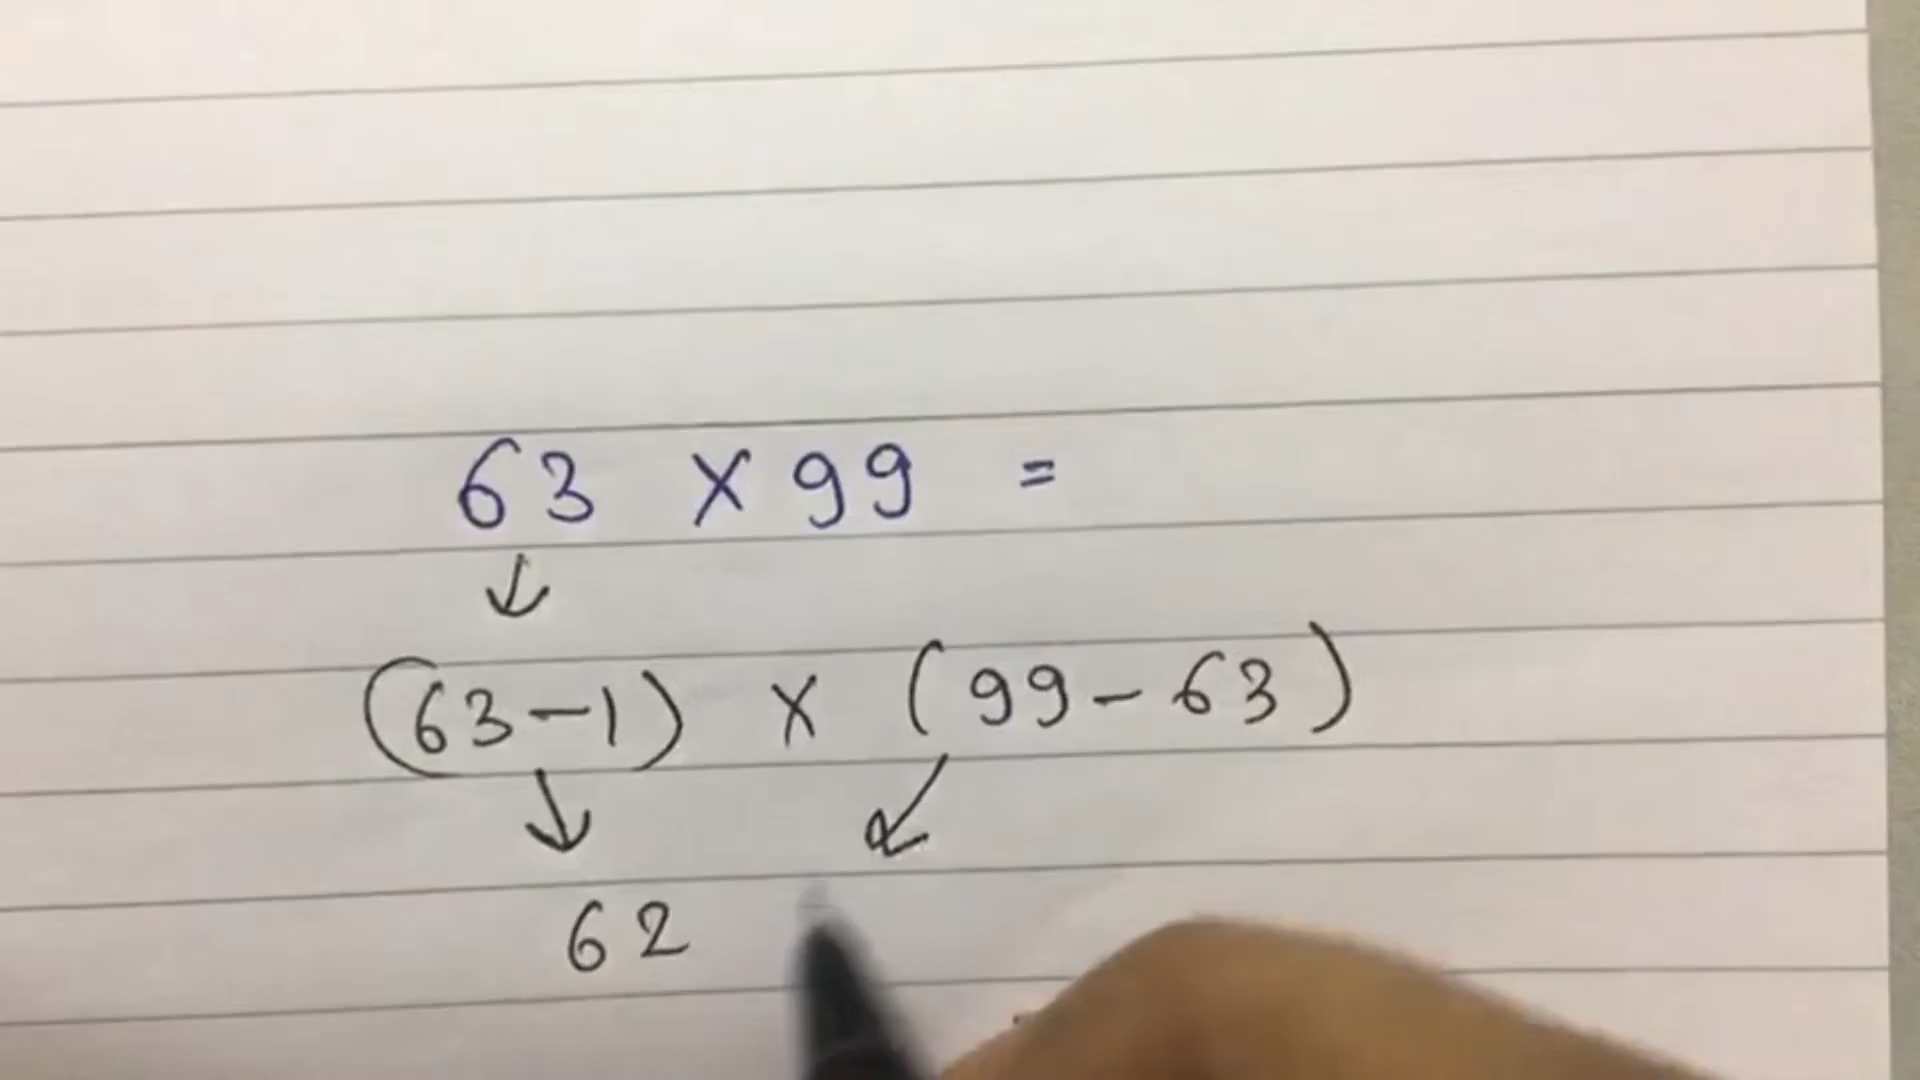 63 X 99 =
↓
(63-1) x (99-63)
↓ ↙
62